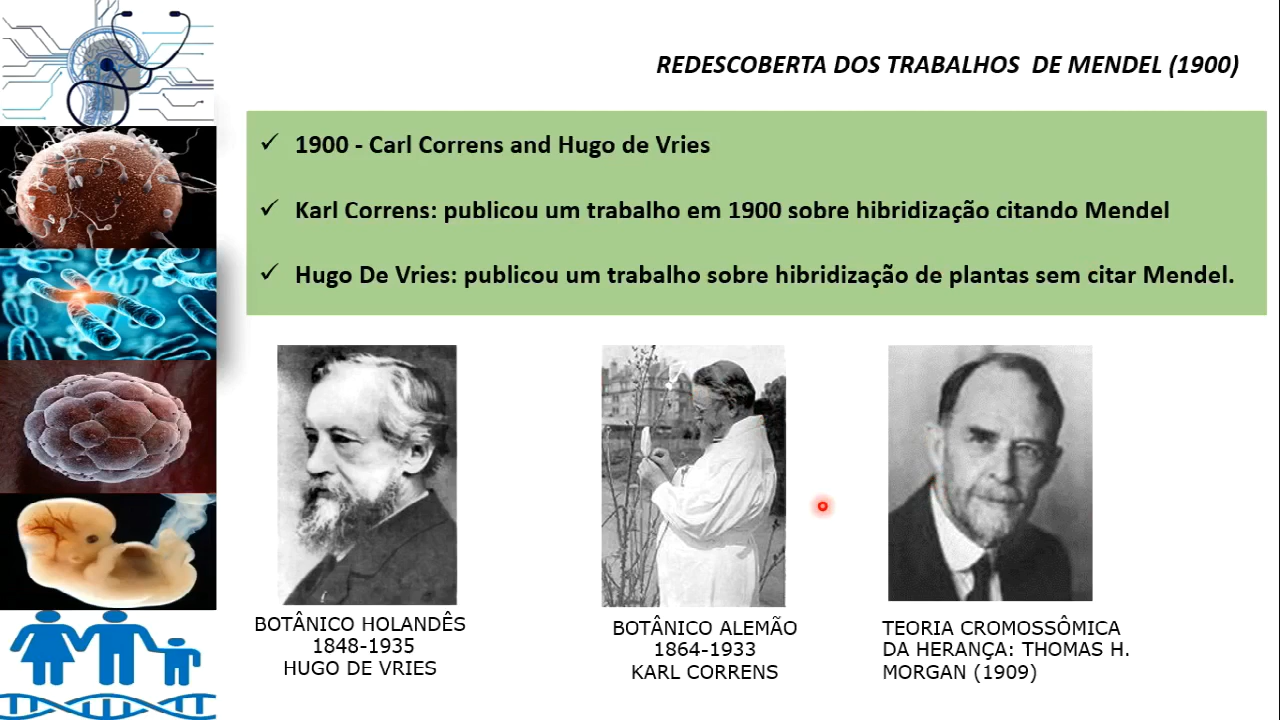 REDESCOBERTA DOS TRABALHOS DE MENDEL (1900)
✓ 1900 - Carl Correns and Hugo de Vries
✓ Karl Correns: publicou um trabalho em 1900 sobre hibridização citando Mendel
✓ Hugo De Vries: publicou um trabalho sobre hibridização de plantas sem citar Mendel.
BOTÂNICO HOLANDÊS
1848-1935
HUGO DE VRIES
BOTÂNICO ALEMÃO
1864-1933
KARL CORRENS
TEORIA CROMOSSÔMICA
DA HERANÇA: THOMAS H.
MORGAN (1909)